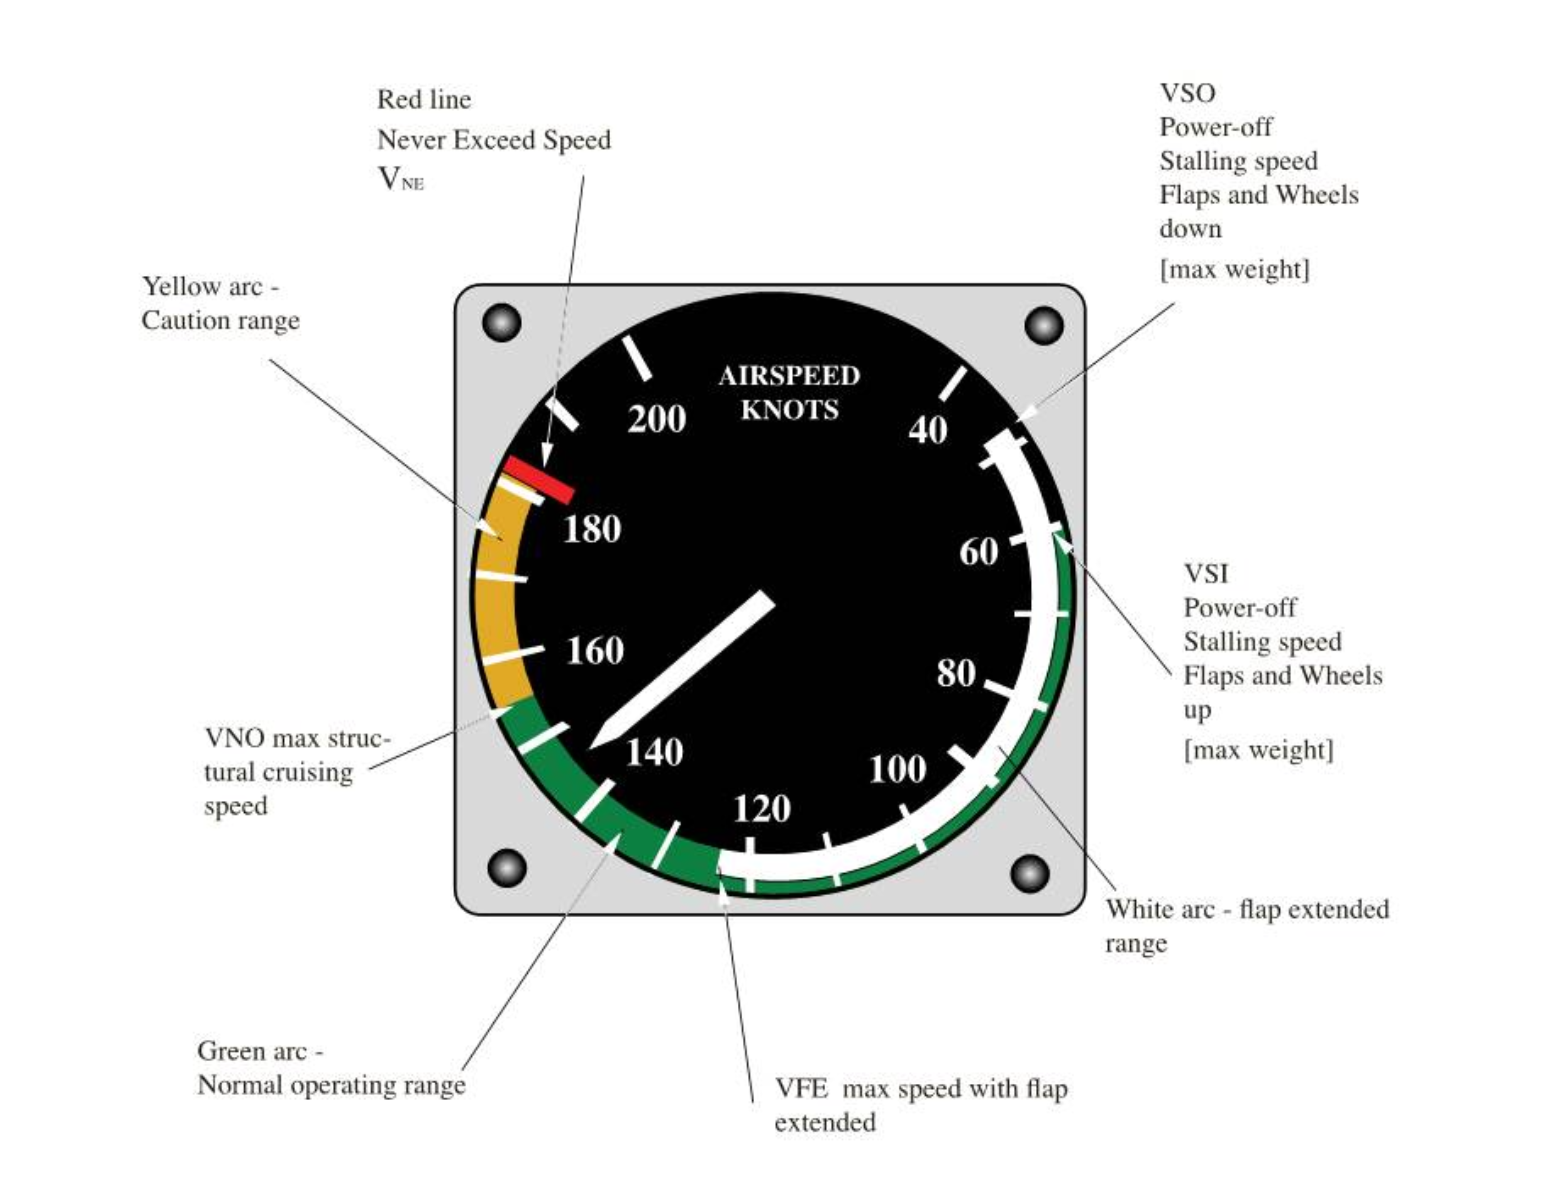 Red line
Never Exceed Speed
VNE
VSO
Power-off
Stalling speed
Flaps and Wheels
down
[max weight]
Yellow arc -
Caution range
AIRSPEED
KNOTS
200
40
180
60
160
80
140
100
120
VSI
Power-off
Stalling speed
Flaps and Wheels
up
[max weight]
VNO max struc-
tural cruising
speed
White arc - flap extended
range
Green arc -
Normal operating range
VFE max speed with flap
extended